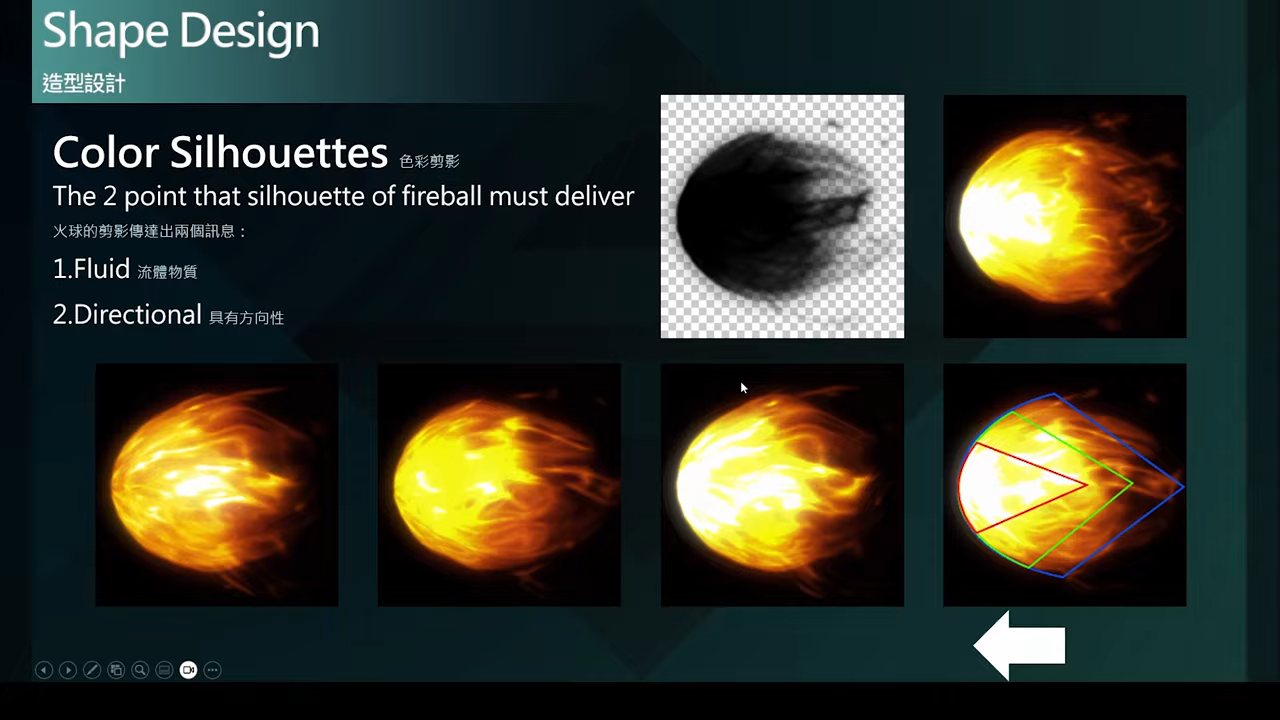 Shape Design
造型設計
Color Silhouettes 色彩剪影
The 2 point that silhouette of fireball must deliver
火球的剪影傳達出兩個訊息：
1.Fluid 流體物質
2.Directional 具有方向性